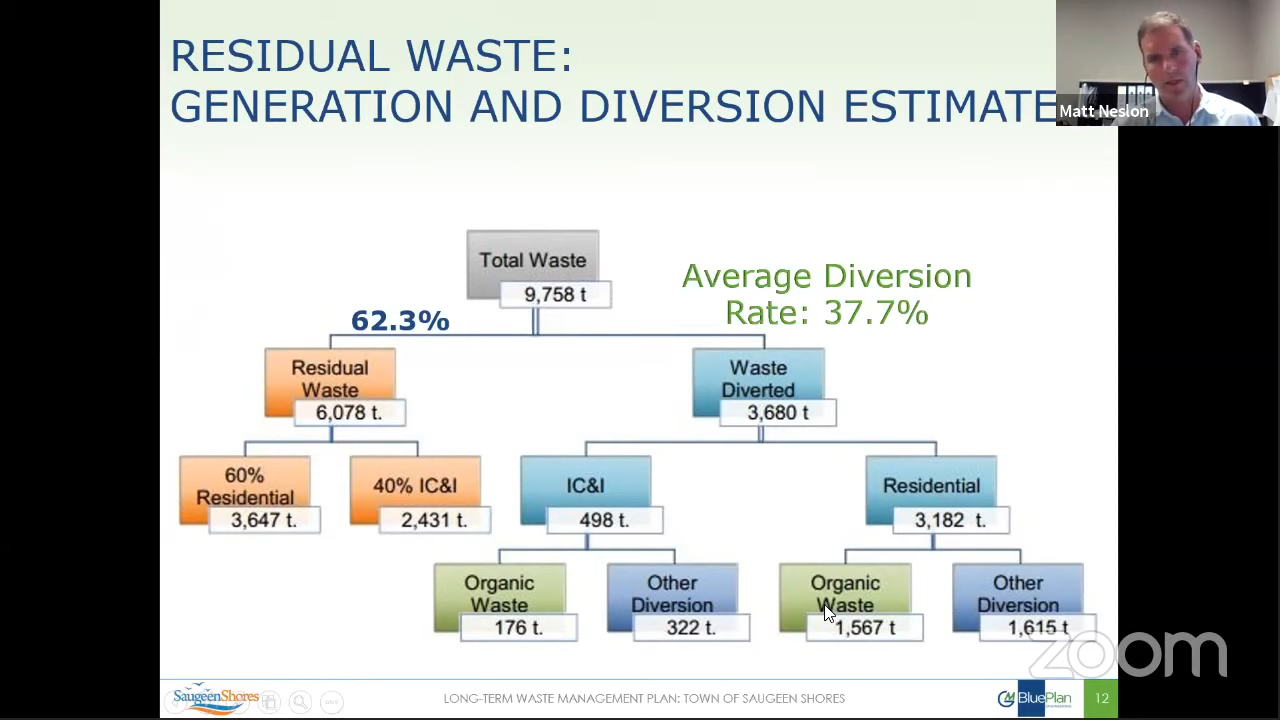 RESIDUAL WASTE:
GENERATION AND DIVERSION ESTIMATE
Matt Neslon
Total Waste
9,758 t
62.3%
Average Diversion
Rate: 37.7%
Residual
Waste
6,078 t.
Waste
Diverted
3,680 t
60%
Residential
3,647 t.
40% IC&I
2,431 t.
IC&I
498 t.
Residential
3,182 t.
Organic
Waste
176 t.
Other
Diversion
322 t.
Organic
Waste
1,567 t
Other
Diversion
1,615 t
zoom
SaugeenShores
LONG-TERM WASTE MANAGEMENT PLAN: TOWN OF SAUGEEN SHORES
BluePlan
12